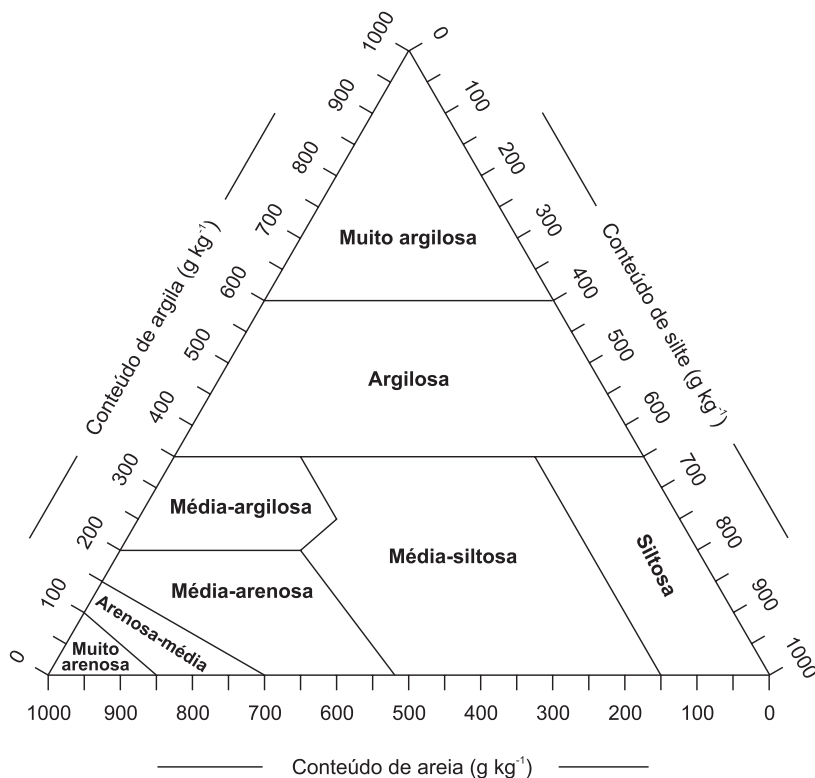 1000
900
800
700
600
500
400
300
200
100
0
Conteúdo de argila (g kg⁻¹)
0
100
200
300
400
500
600
700
800
900
1000
Conteúdo de silte (g kg⁻¹)
Muito argilosa
Argilosa
Média-argilosa
Média-siltosa
Siltosa
Média-arenosa
Arenosa-média
Muito
arenosa
1000 900 800 700 600 500 400 300 200 100 0
Conteúdo de areia (g kg⁻¹)